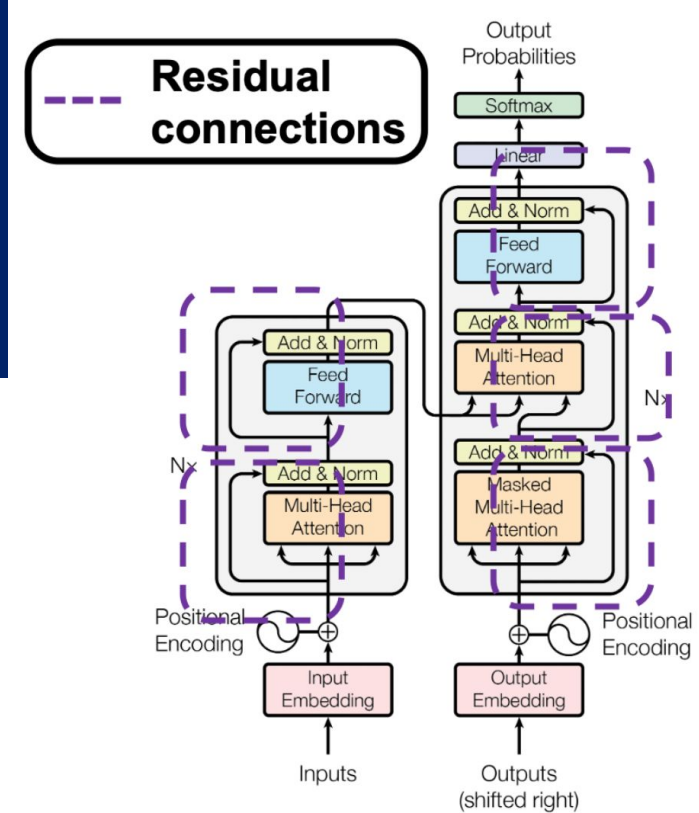 Residual
connections
Output
Probabilities
Softmax
Linear
Add & Norm
Feed
Forward
Add & Norm
Multi-Head
Attention
Nx
Add & Norm
Masked
Multi-Head
Attention
Positional
Encoding
Output
Embedding
Outputs
(shifted right)
Add & Norm
Feed
Forward
Nx
Add & Norm
Multi-Head
Attention
Positional
Encoding
Input
Embedding
Inputs